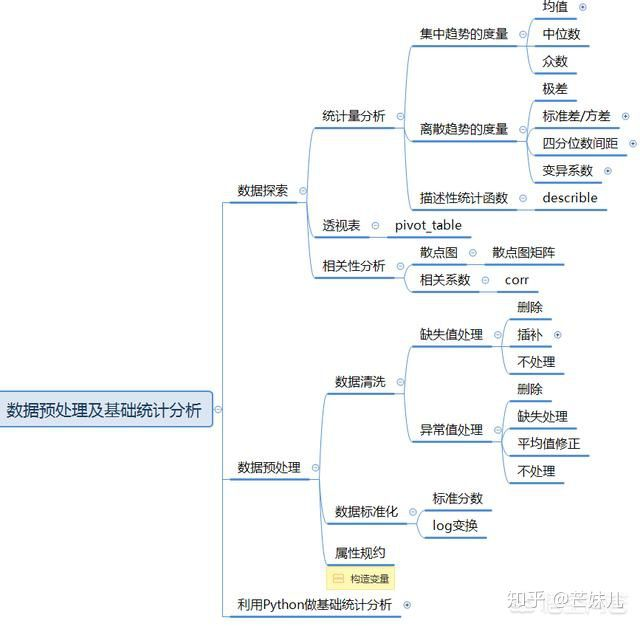 均值
集中趋势的度量
中位数
众数
极差
统计量分析
标准差/方差
离散趋势的度量
四分位数间距
变异系数
数据探索
描述性统计函数
describle
透视表
pivot_table
散点图
散点图矩阵
相关性分析
相关系数
corr
删除
缺失值处理
插补
不处理
数据清洗
删除
缺失处理
异常值处理
平均值修正
不处理
数据预处理及基础统计分析
数据预处理
标准分数
数据标准化
log变换
属性规约
构造变量
利用Python做基础统计分析
知乎 @芒妹儿